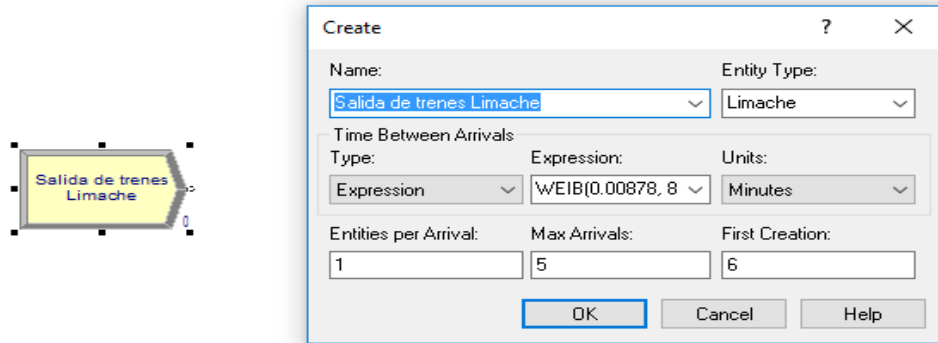 Create
?
Name:
Entity Type:
Salida de trenes Limache
Limache
Time Between Arrivals
Type:
Expression:
Units:
Expression
WEIB(0.00878, 8
Minutes
Entities per Arrival:
Max Arrivals:
First Creation:
1
5
6
OK
Cancel
Help
Salida de trenes
Limache
0